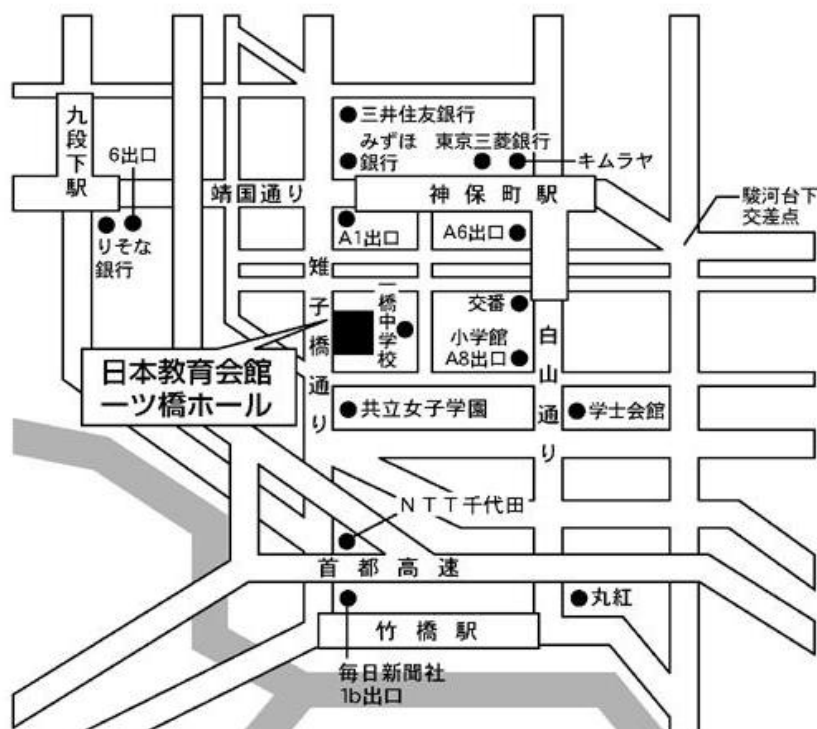 三井住友銀行
九段下駅
6出口
みずほ
銀行
東京三菱銀行
キムラヤ
靖国通り
神保町駅
駿河台下
交差点
りそな
銀行
A1出口
A6出口
雉子橋通り
一橋中学校
交番
小学館
A8出口
白山通り
日本教育会館
一ツ橋ホール
共立女子学園
学士会館
NTT千代田
首都高速
丸紅
竹橋駅
毎日新聞社
1b出口